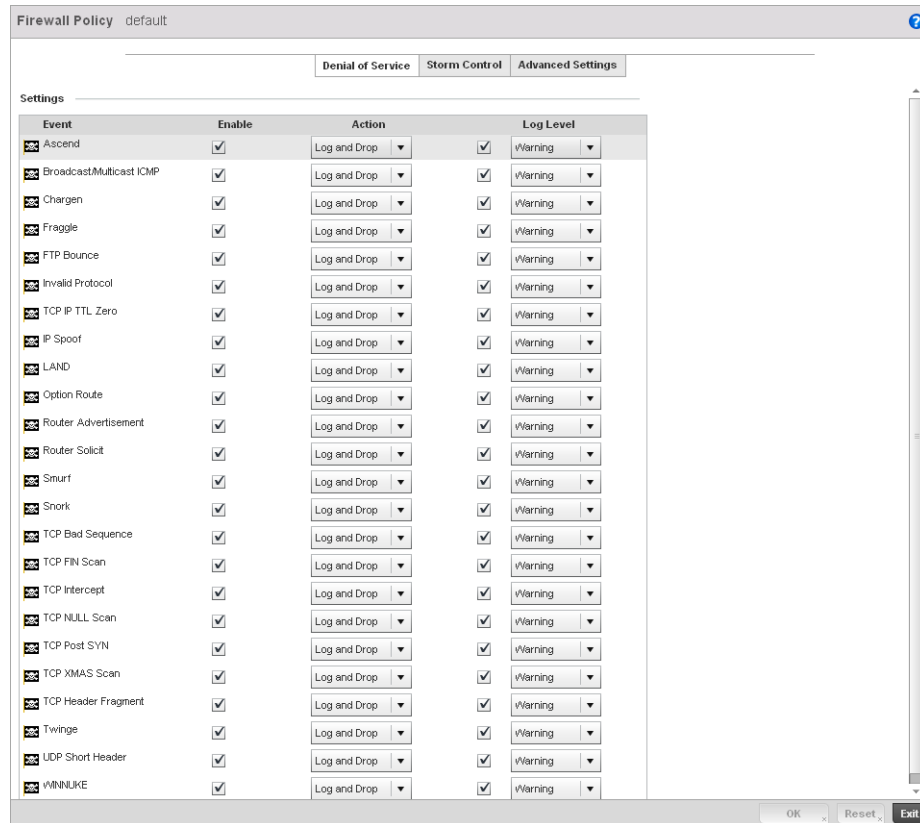 Firewall Policy default
?
Denial of Service Storm Control Advanced Settings
Settings
Event Enable Action Log Level
Ascend Log and Drop Warning
Broadcast/Multicast ICMP Log and Drop Warning
Chargen Log and Drop Warning
Fraggle Log and Drop Warning
FTP Bounce Log and Drop Warning
Invalid Protocol Log and Drop Warning
TCP IP TTL Zero Log and Drop Warning
IP Spoof Log and Drop Warning
LAND Log and Drop Warning
Option Route Log and Drop Warning
Router Advertisement Log and Drop Warning
Router Solicit Log and Drop Warning
Smurf Log and Drop Warning
Snork Log and Drop Warning
TCP Bad Sequence Log and Drop Warning
TCP FIN Scan Log and Drop Warning
TCP Intercept Log and Drop Warning
TCP NULL Scan Log and Drop Warning
TCP Post SYN Log and Drop Warning
TCP XMAS Scan Log and Drop Warning
TCP Header Fragment Log and Drop Warning
Twinge Log and Drop Warning
UDP Short Header Log and Drop Warning
WINNUKE Log and Drop Warning
OK Reset Exit